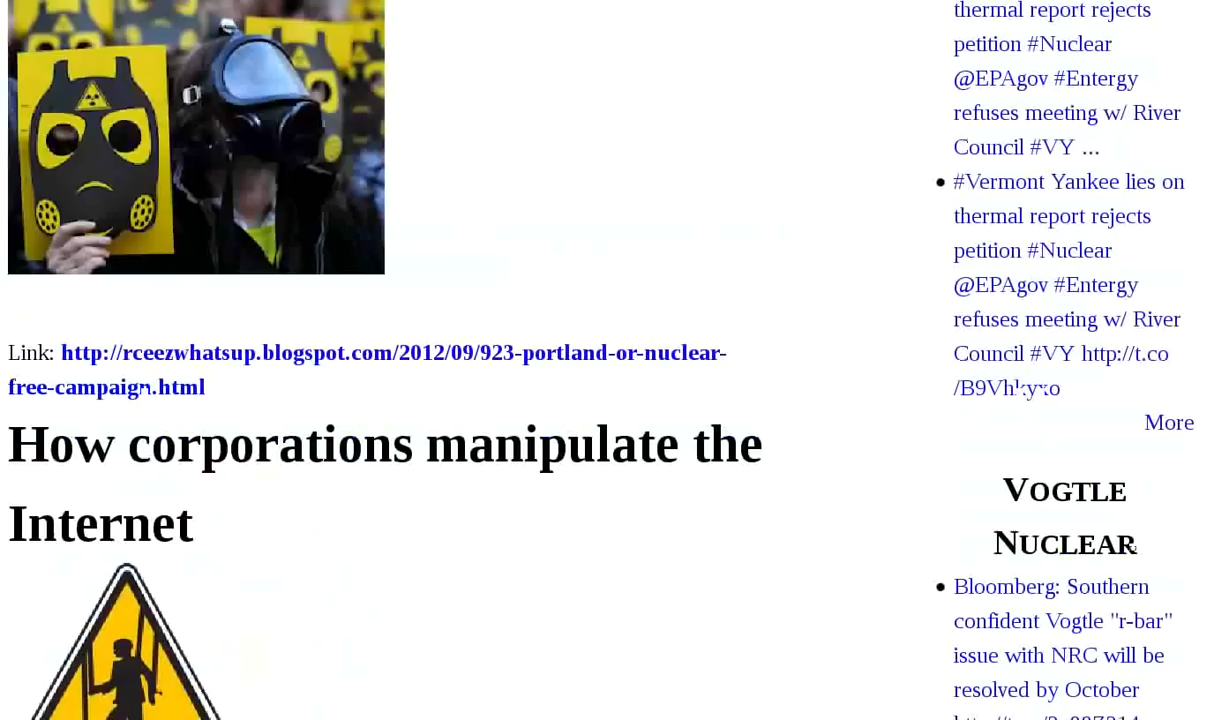 thermal report rejects
petition #Nuclear
@EPAgov #Entergy
refuses meeting w/ River
Council #VY ...
#Vermont Yankee lies on
thermal report rejects
petition #Nuclear
@EPAgov #Entergy
refuses meeting w/ River
Council #VY http://t.co
More
Link: http://rceezwhatsup.blogspot.com/2012/09/923-portland-or-nuclear-
free-campaign.html
How corporations manipulate the
Internet
VOGTLE
NUCLEAR
Bloomberg: Southern
confident Vogtle "r-bar"
issue with NRC will be
resolved by October